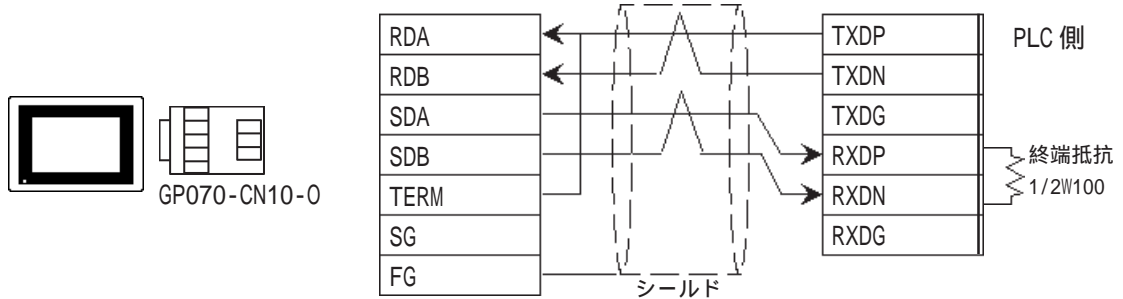 GP070-CN10-O
RDA
RDB
SDA
SDB
TERM
SG
FG
シールド
TXDP
TXDN
TXDG
RXDP
RXDN
RXDG
PLC 側
終端抵抗
1/2W100